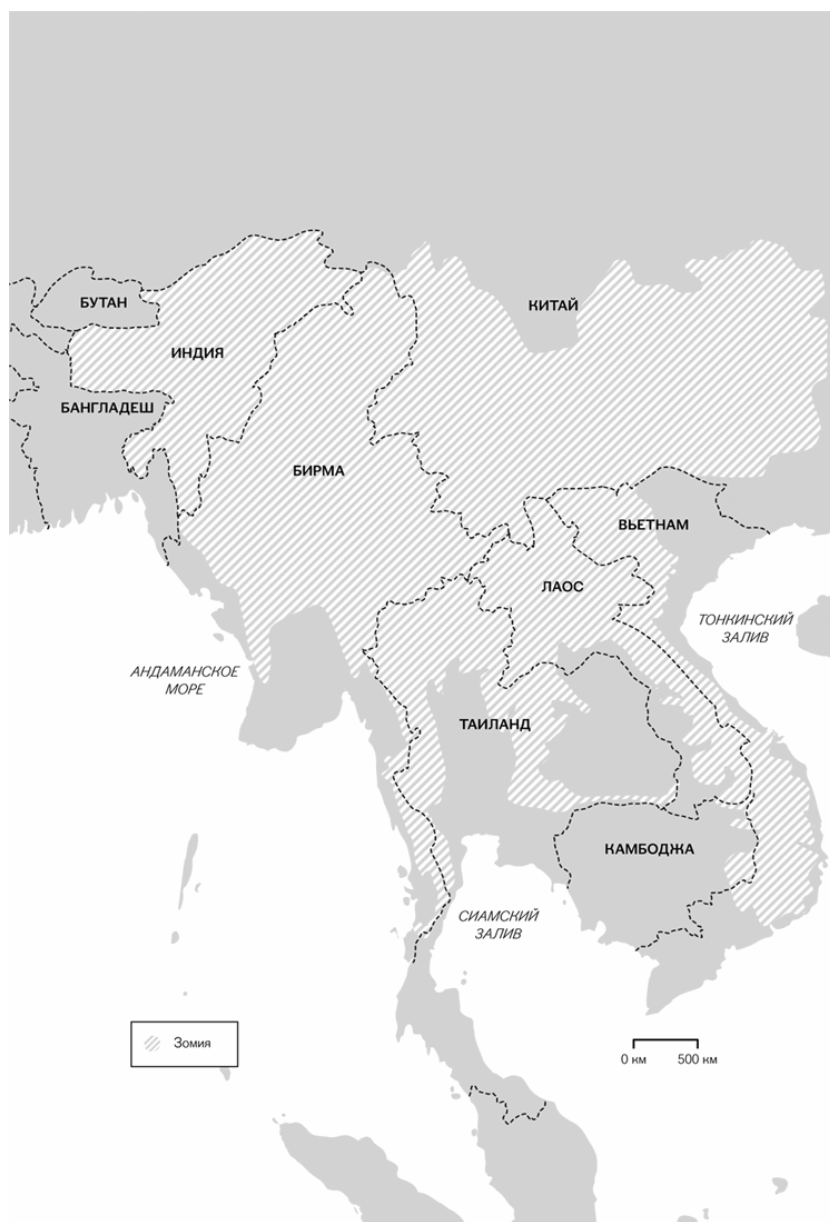 БУТАН
КИТАЙ
ИНДИЯ
БАНГЛАДЕШ
БИРМА
ВЬЕТНАМ
ЛАОС
ТОНКИНСКИЙ
ЗАЛИВ
АНДАМАНСКОЕ
МОРЕ
ТАИЛАНД
КАМБОДЖА
СИАМСКИЙ
ЗАЛИВ
Зомия
0 км 500 км